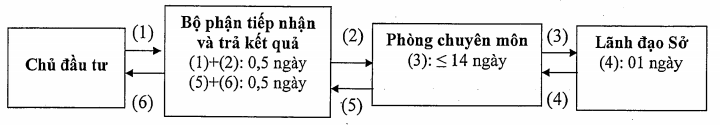 Chủ đầu tư
(1)
(6)
Bộ phận tiếp nhận
và trả kết quả
(1)+(2): 0,5 ngày
(5)+(6): 0,5 ngày
(2)
(5)
Phòng chuyên môn
(3): ≤ 14 ngày
(3)
(4)
Lãnh đạo Sở
(4): 01 ngày